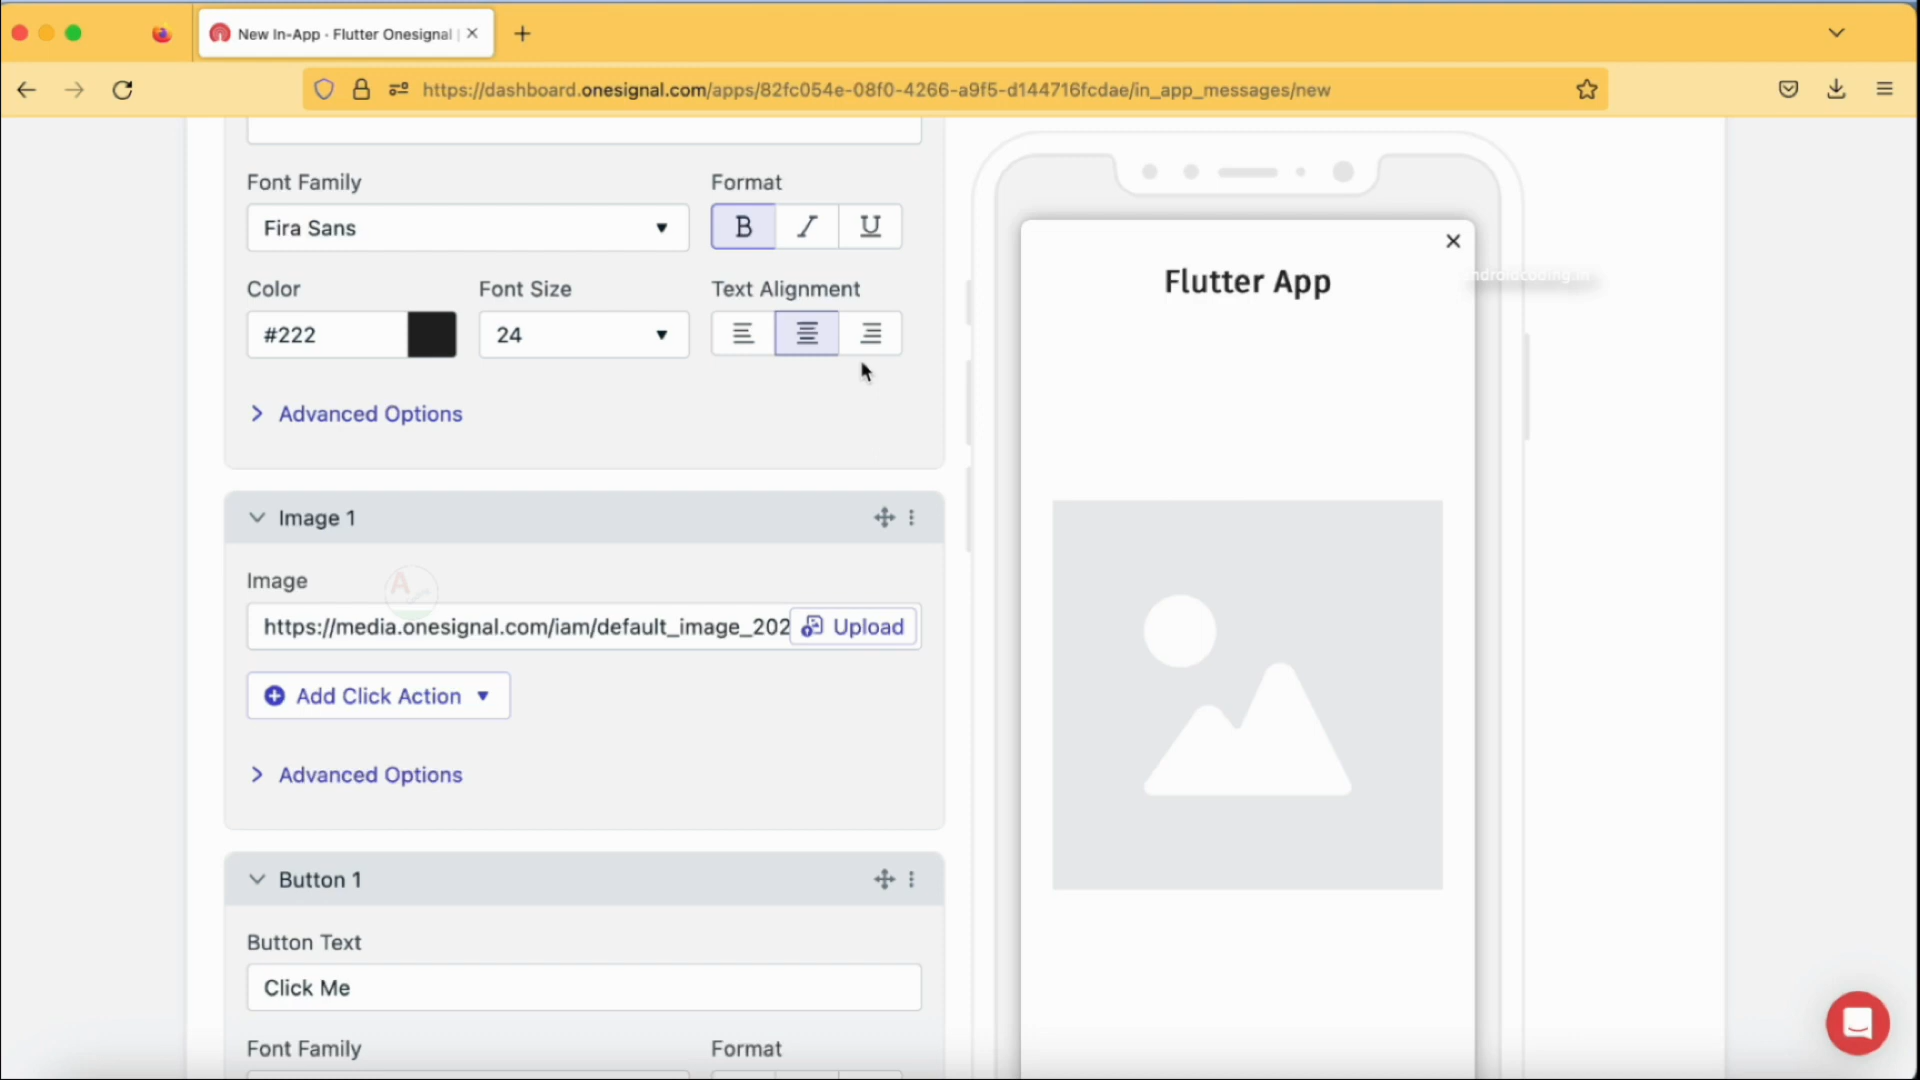 New In-App - Flutter Onesignal |
https://dashboard.onesignal.com/apps/82fc054e-08f0-4266-a9f5-d144716fcdae/in_app_messages/new
Font Family
Format
Fira Sans
B I U
Color
Font Size
Text Alignment
#222
24
Advanced Options
Image 1
Image
https://media.onesignal.com/iam/default_image_202
Upload
Add Click Action
Advanced Options
Button 1
Button Text
Click Me
Font Family
Format
Flutter App
androidcoding.in